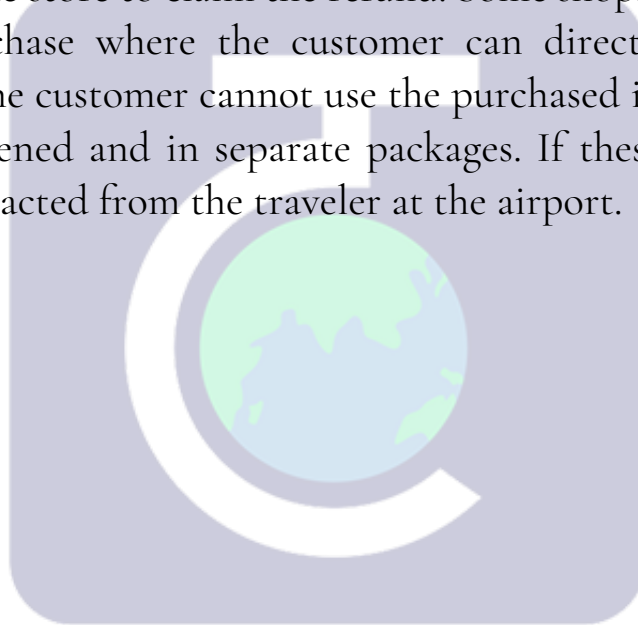 store to claim the refund. Some shop
chase where the customer can direct
he customer cannot use the purchased i
ened and in separate packages. If thes
acted from the traveler at the airport.